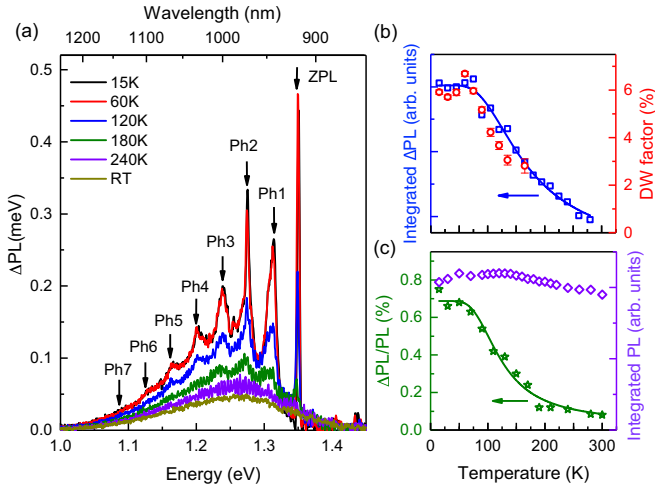 (a)
Wavelength (nm)
1200 1100 1000 900
0.5
0.4
0.3
0.2
0.1
0.0
ΔPL(meV)
15K
60K
120K
180K
240K
RT
ZPL
Ph2
Ph1
Ph3
Ph4
Ph5
Ph6
Ph7
1.0 1.1 1.2 1.3 1.4
Energy (eV)
(b)
Integrated ΔPL (arb. units)
6
4
2
0
DW factor (%)
(c)
0.8
0.6
0.4
0.2
0.0
ΔPL/PL (%)
Integrated PL (arb. units)
0 100 200 300
Temperature (K)